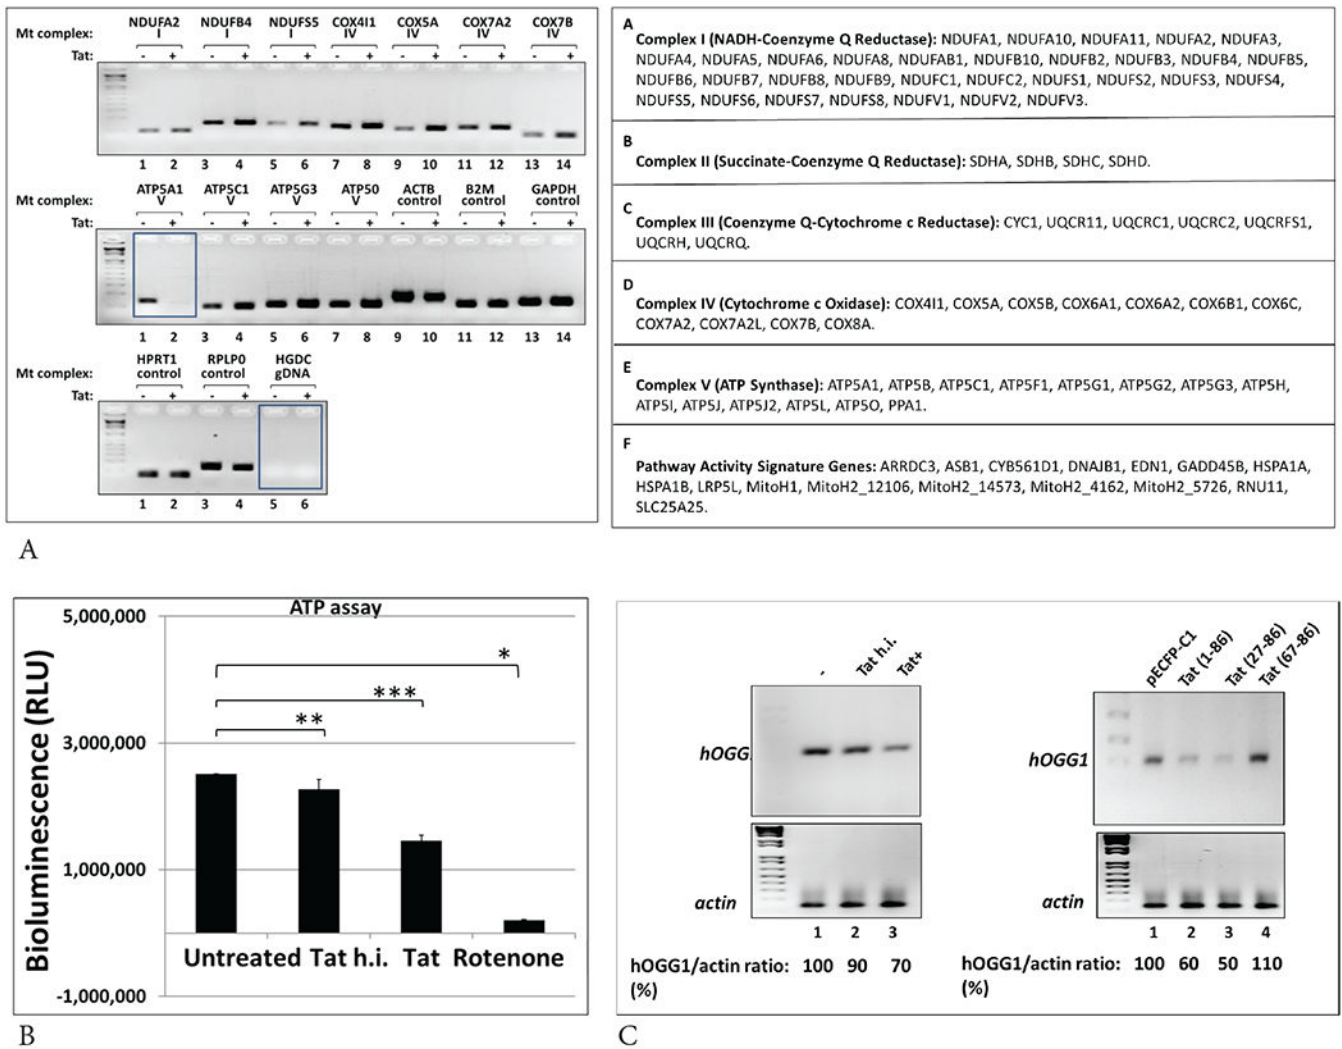 NDUFA2 NDUFB4 NDUFS5 COX4I1 COX5A COX7A2 COX7B
Mt complex: I I I IV IV IV IV
Tat: - + - + - + - + - + - + - +
1 2 3 4 5 6 7 8 9 10 11 12 13 14
ATP5A1 ATP5C1 ATP5G3 ATP50 ACTB B2M GAPDH
Mt complex: V V V V control control control
Tat: - + - + - + - + - + - + - +
1 2 3 4 5 6 7 8 9 10 11 12 13 14
HPRT1 RPLP0 HGDC
Mt complex: control control gDNA
Tat: - + - + - +
1 2 3 4 5 6
A
A
Complex I (NADH-Coenzyme Q Reductase): NDUFA1, NDUFA10, NDUFA11, NDUFA2, NDUFA3,
NDUFA4, NDUFA5, NDUFA6, NDUFA8, NDUFAB1, NDUFB10, NDUFB2, NDUFB3, NDUFB4, NDUFB5,
NDUFB6, NDUFB7, NDUFB8, NDUFB9, NDUFC1, NDUFC2, NDUFS1, NDUFS2, NDUFS3, NDUFS4,
NDUFS5, NDUFS6, NDUFS7, NDUFS8, NDUFV1, NDUFV2, NDUFV3.
B
Complex II (Succinate-Coenzyme Q Reductase): SDHA, SDHB, SDHC, SDHD.
C
Complex III (Coenzyme Q-Cytochrome c Reductase): CYC1, UQCR11, UQCRC1, UQCRC2, UQCRFS1,
UQCRH, UQCRQ.
D
Complex IV (Cytochrome c Oxidase): COX4I1, COX5A, COX5B, COX6A1, COX6A2, COX6B1, COX6C,
COX7A2, COX7A2L, COX7B, COX8A.
E
Complex V (ATP Synthase): ATP5A1, ATP5B, ATP5C1, ATP5F1, ATP5G1, ATP5G2, ATP5G3, ATP5H,
ATP5I, ATP5J, ATP5J2, ATP5L, ATP5O, PPA1.
F
Pathway Activity Signature Genes: ARRDC3, ASB1, CYB561D1, DNAJB1, EDN1, GADD45B, HSPA1A,
HSPA1B, LRP5L, MitoH1, MitoH2_12106, MitoH2_14573, MitoH2_4162, MitoH2_5726, RNU11,
SLC25A25.
ATP assay
Bioluminescence (RLU)
5,000,000
3,000,000
1,000,000
-1,000,000
*
***
**
Untreated Tat h.i. Tat Rotenone
B
- Tat h.i. Tat+
hOGG
actin
1 2 3
hOGG1/actin ratio: 100 90 70
(%)
pECFP-C1 Tat (1-86) Tat (27-86) Tat (67-86)
hOGG1
actin
1 2 3 4
hOGG1/actin ratio: 100 60 50 110
(%)
C